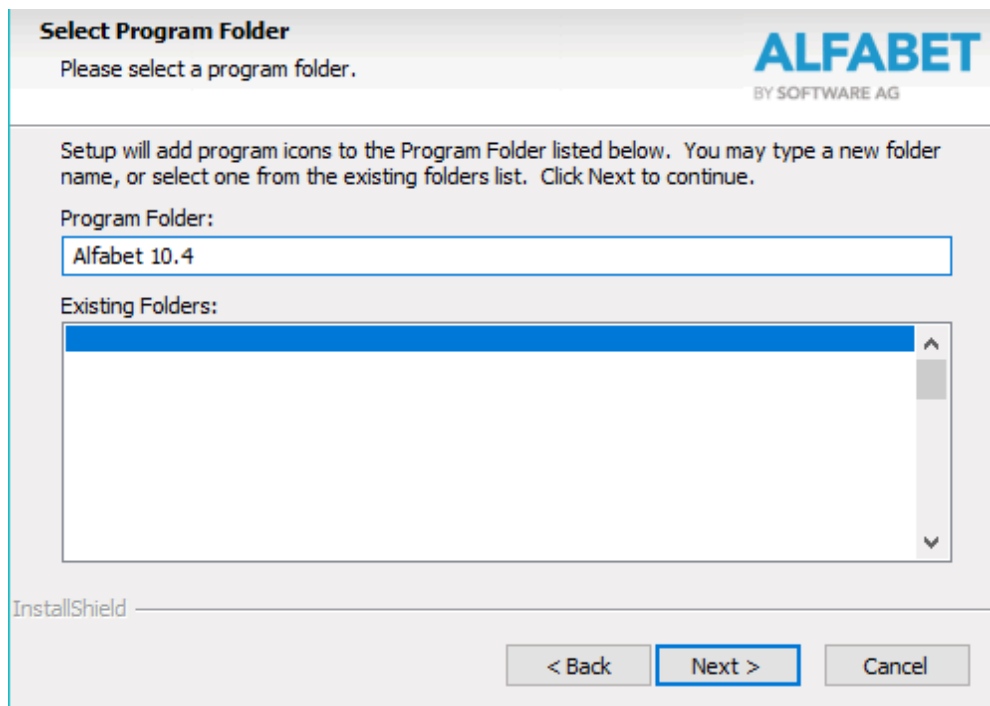 Select Program Folder
Please select a program folder.
ALFABET
BY SOFTWARE AG
Setup will add program icons to the Program Folder listed below. You may type a new folder
name, or select one from the existing folders list. Click Next to continue.
Program Folder:
Alfabet 10.4
Existing Folders:
InstallShield
< Back
Next >
Cancel